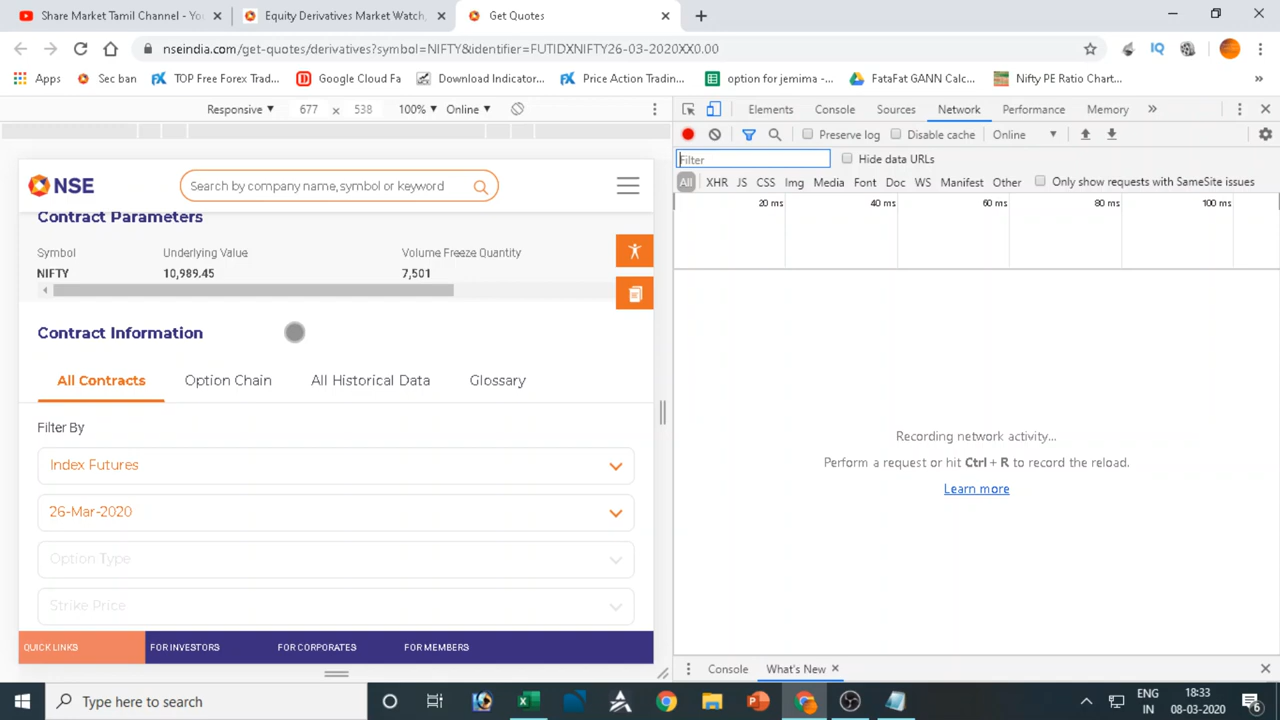 Share Market Tamil Channel - You
Equity Derivatives Market Watch,
Get Quotes
nseindia.com/get-quotes/derivatives?symbol=NIFTY&identifier=FUTIDXNIFTY26-03-2020XX0.00
Apps
Sec ban
TOP Free Forex Trad...
Google Cloud Fa
Download Indicator...
Price Action Tradin...
option for jemima -...
FataFat GANN Calc...
Nifty PE Ratio Chart...
»
Responsive
677
538
100%
Online
Elements
Console
Sources
Network
Performance
Memory
»
Preserve log
Disable cache
Online
Filter
Hide data URLs
All
XHR
JS
CSS
Img
Media
Font
Doc
WS
Manifest
Other
Only show requests with SameSite issues
20 ms
40 ms
60 ms
80 ms
100 ms
NSE
Search by company name, symbol or keyword
Contract Parameters
Symbol
Underlying Value
Volume Freeze Quantity
NIFTY
10,989.45
7,501
Contract Information
All Contracts
Option Chain
All Historical Data
Glossary
Filter By
Index Futures
26-Mar-2020
Option Type
Strike Price
QUICK LINKS
FOR INVESTORS
FOR CORPORATES
FOR MEMBERS
Recording network activity...
Perform a request or hit Ctrl + R to record the reload.
Learn more
Console
What's New
Type here to search
ENG
IN
18:33
08-03-2020
6